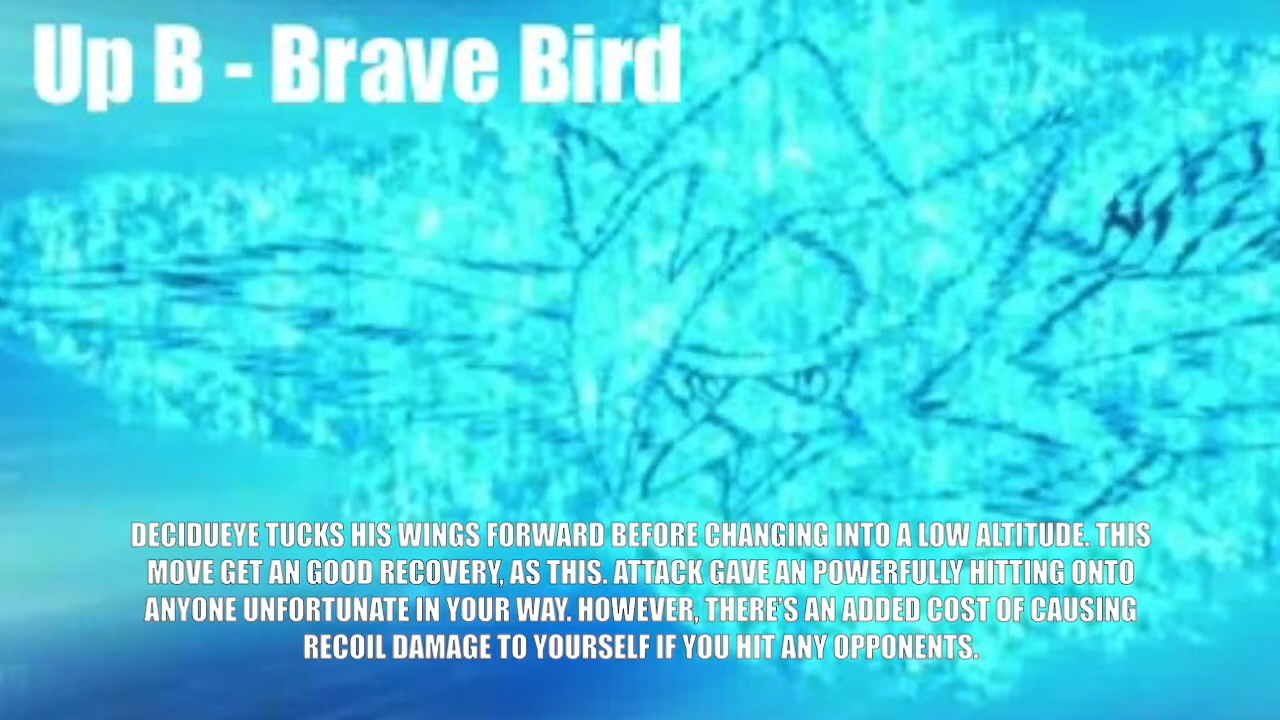 Up B - Brave Bird
DECIDUEYE TUCKS HIS WINGS FORWARD BEFORE CHANGING INTO A LOW ALTITUDE. THIS
MOVE GET AN GOOD RECOVERY, AS THIS. ATTACK GAVE AN POWERFULLY HITTING ONTO
ANYONE UNFORTUNATE IN YOUR WAY. HOWEVER, THERE'S AN ADDED COST OF CAUSING
RECOIL DAMAGE TO YOURSELF IF YOU HIT ANY OPPONENTS.